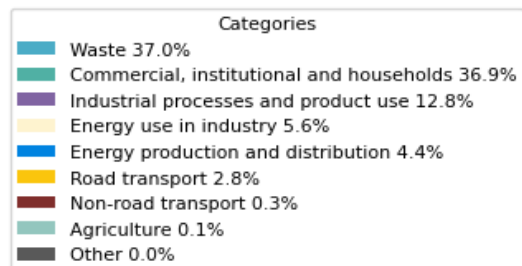 Categories
Waste 37.0%
Commercial, institutional and households 36.9%
Industrial processes and product use 12.8%
Energy use in industry 5.6%
Energy production and distribution 4.4%
Road transport 2.8%
Non-road transport 0.3%
Agriculture 0.1%
Other 0.0%